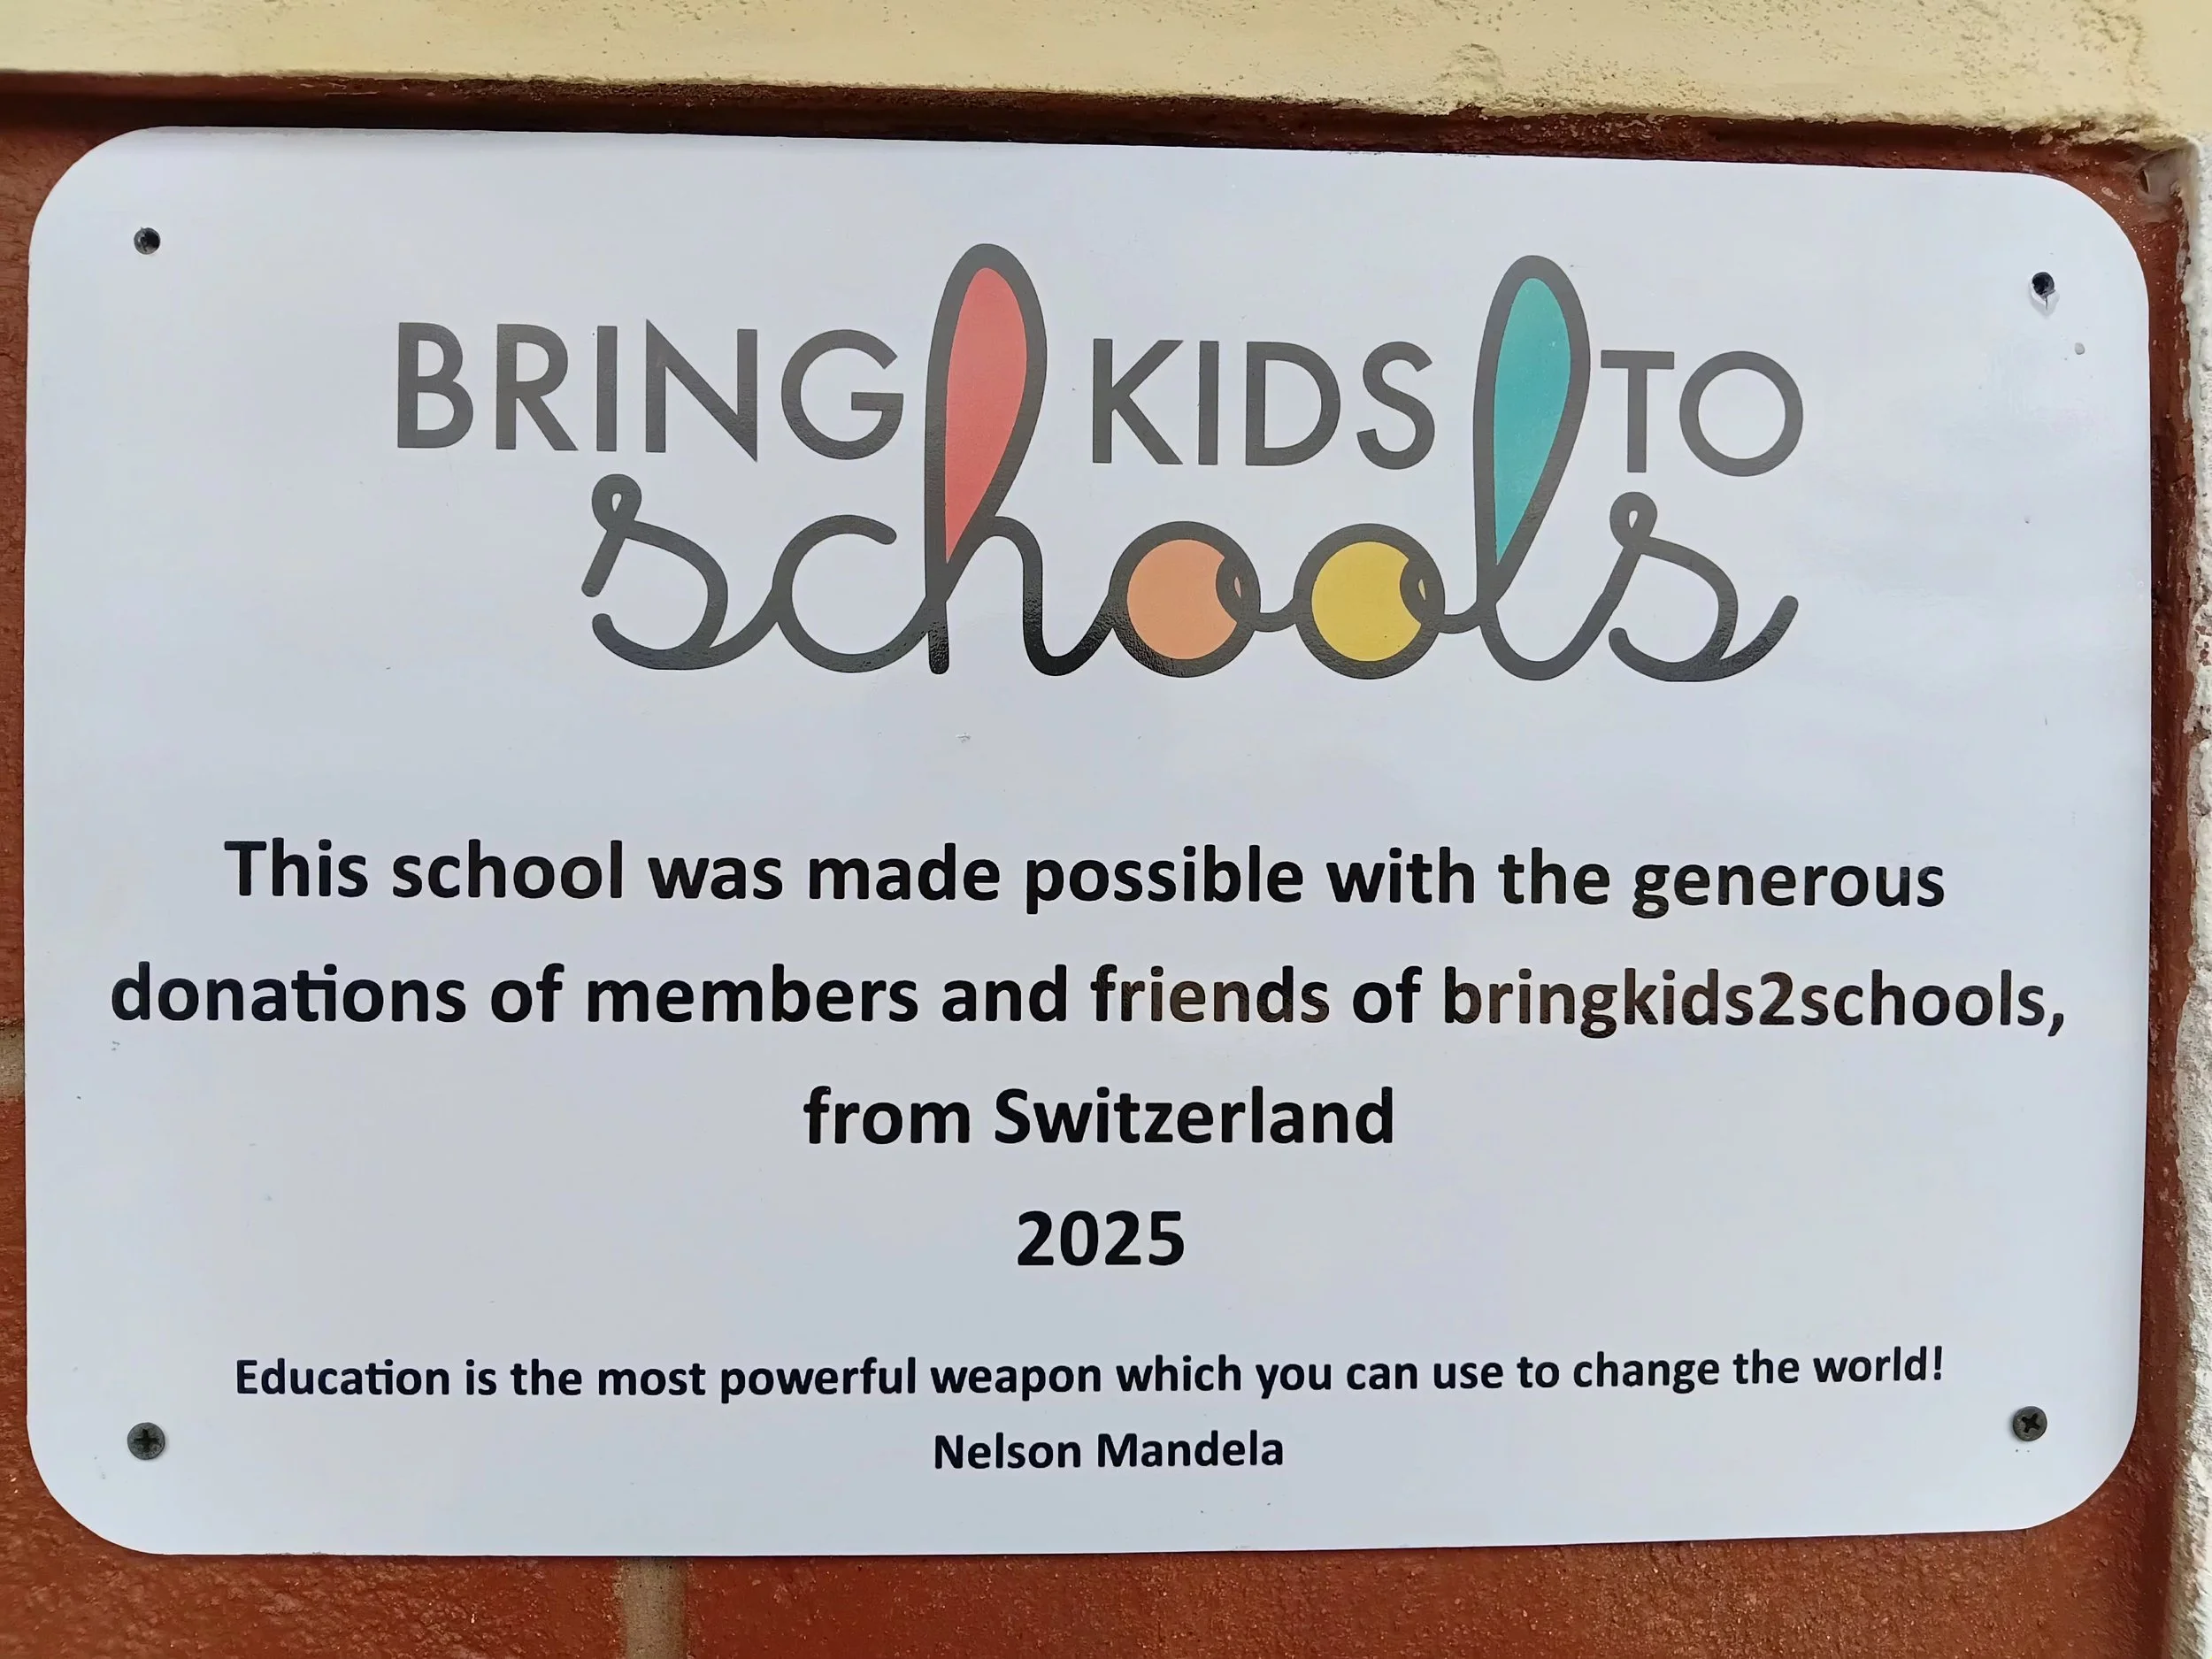 BRING KIDS TO
schools
This school was made possible with the generous
donations of members and friends of bringkids2schools,
from Switzerland
2025
Education is the most powerful weapon which you can use to change the world!
Nelson Mandela